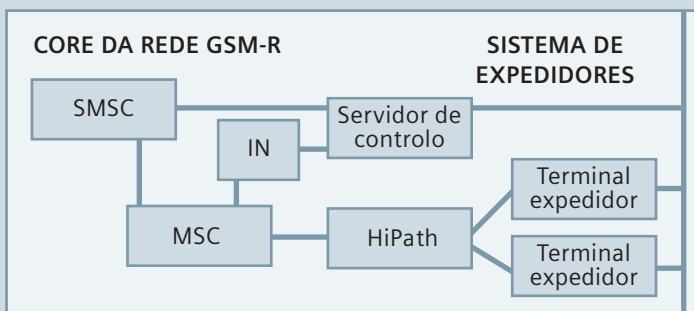 CORE DA REDE GSM-R
SISTEMA DE
EXPEDIDORES
SMSC
Servidor de
controlo
IN
Terminal
expedidor
MSC
HiPath
Terminal
expedidor